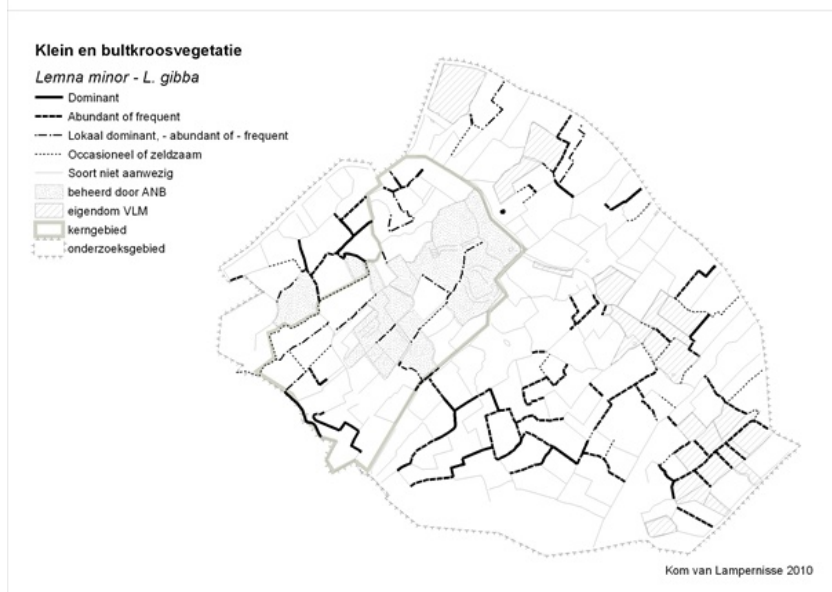 Klein en bultkroosvegetatie
Lemna minor - L. gibba
Dominant
Abundant of frequent
Lokaal dominant, - abundant of - frequent
Occasioneel of zeldzaam
Soort niet aanwezig
beheerd door ANB
eigendom VLM
kerngebied
onderzoeksgebied
Kom van Lampernisse 2010